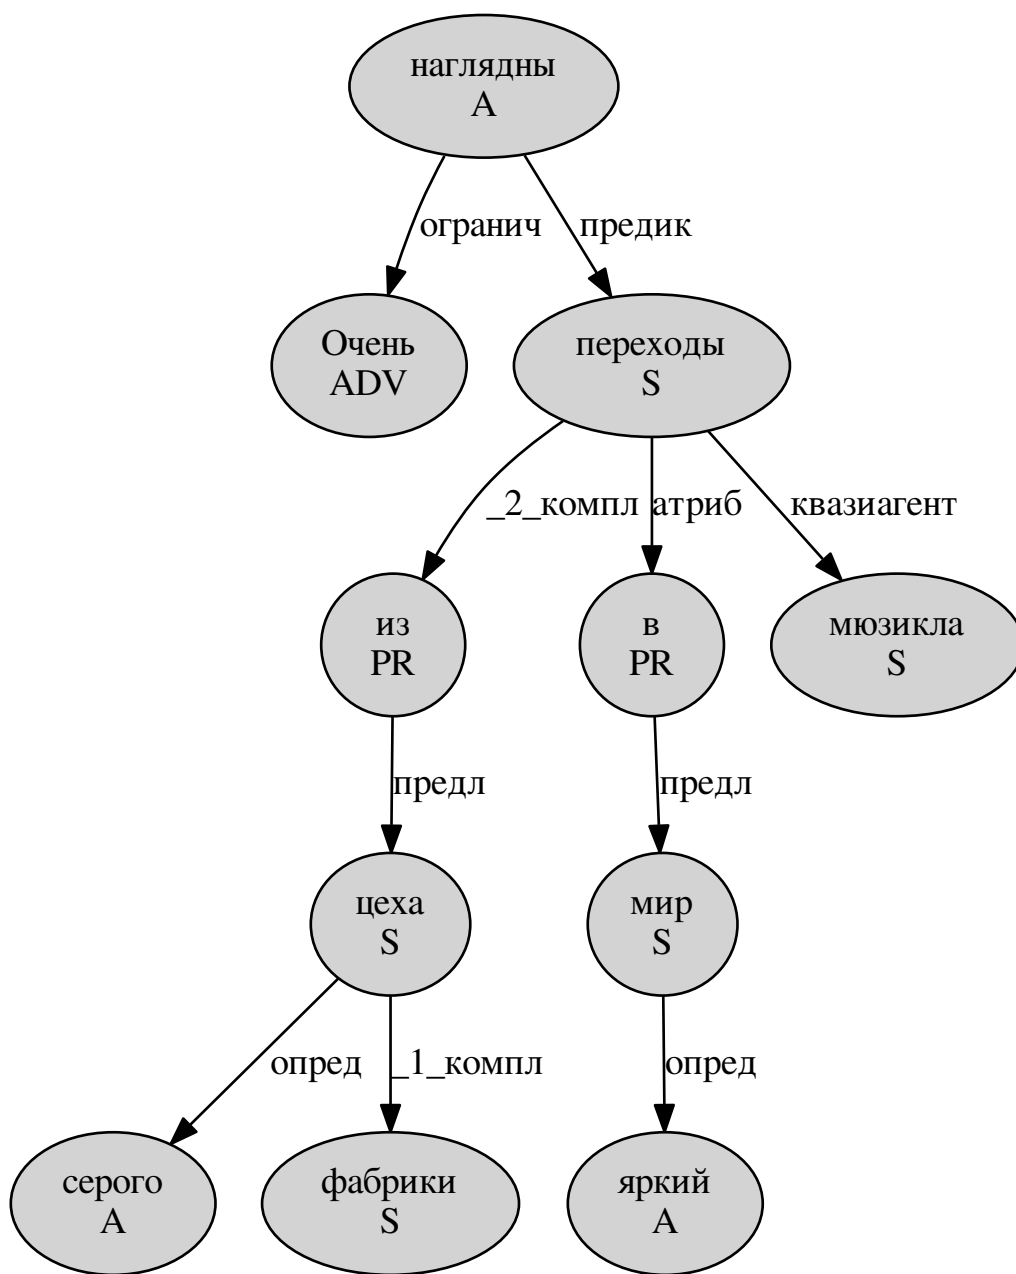 наглядны
A
огранич
предик
Очень
ADV
переходы
S
_2_компл
атриб
квазиагент
из
PR
в
PR
мюзикла
S
предл
предл
цеха
S
мир
S
опред
_1_компл
опред
серого
A
фабрики
S
яркий
A